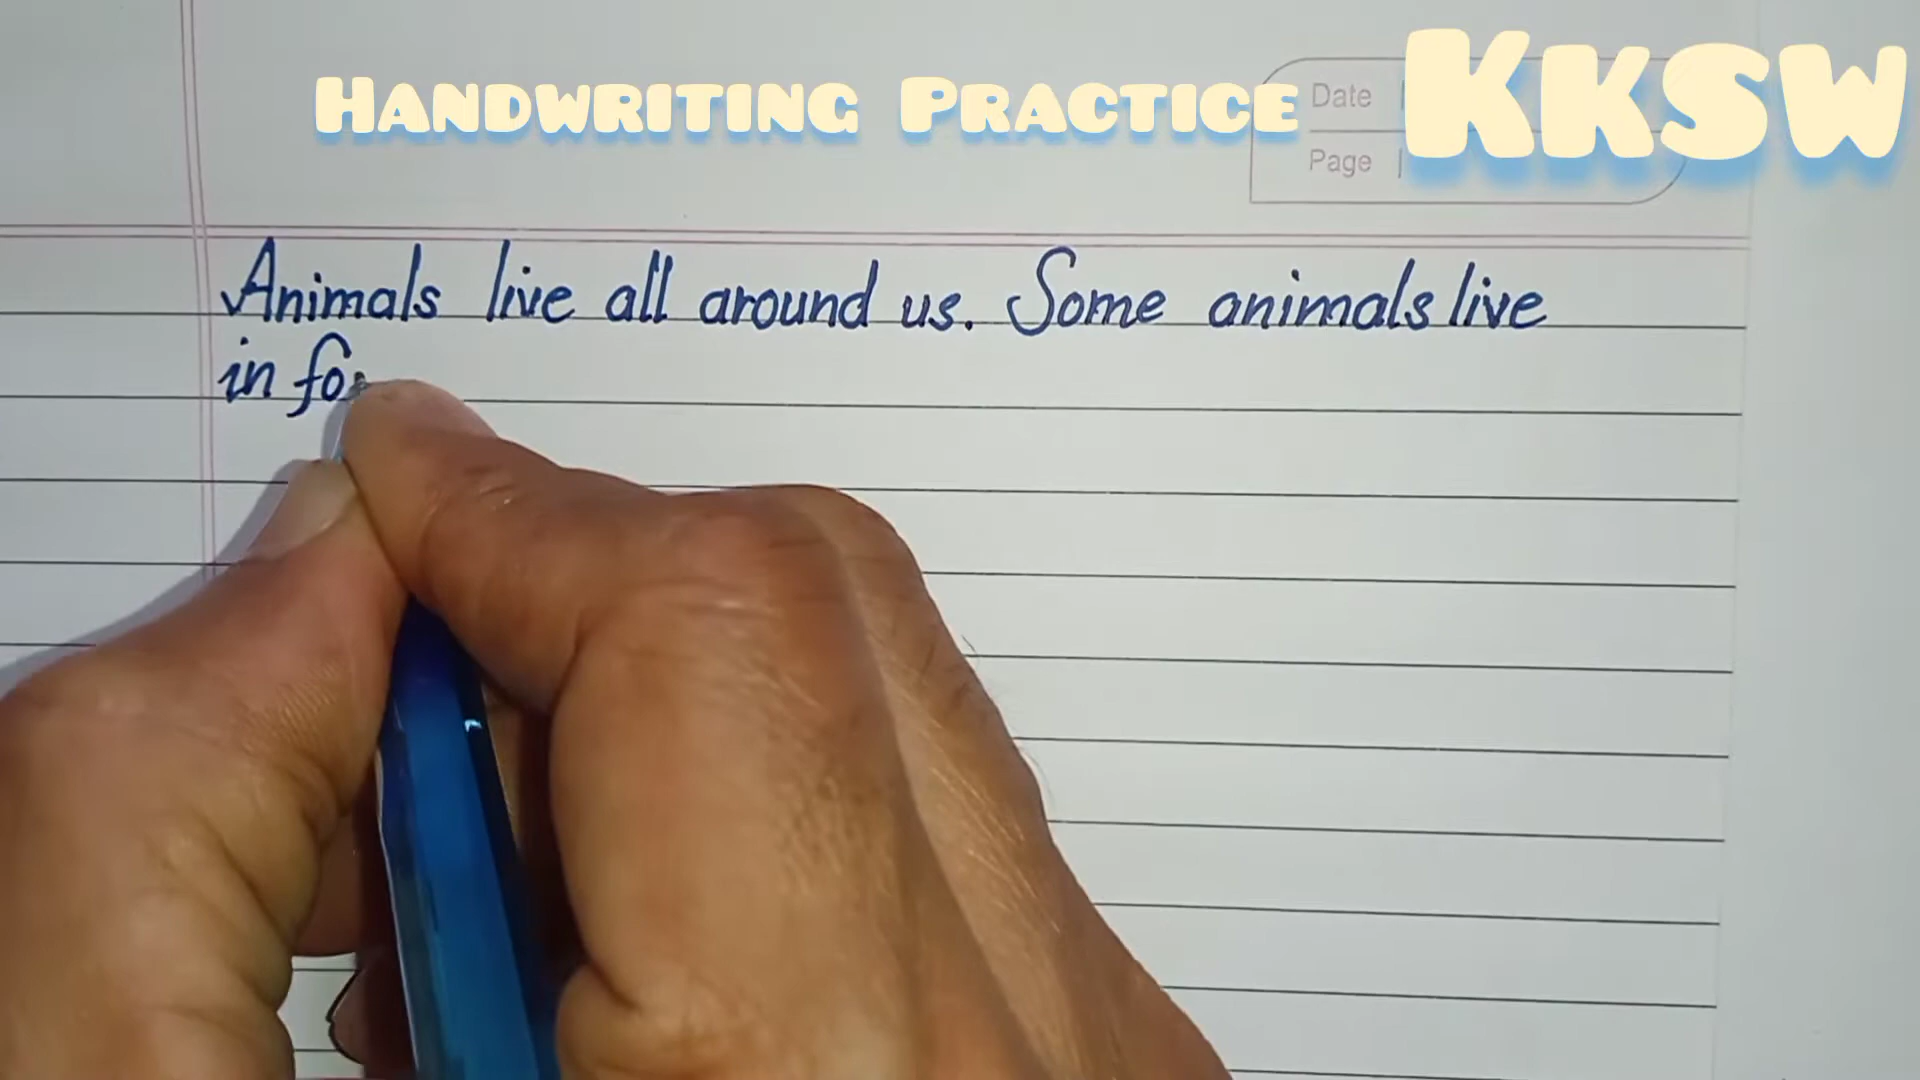 Handwriting Practice KKSW
Date
Page
Animals live all around us. Some animals live
in fo